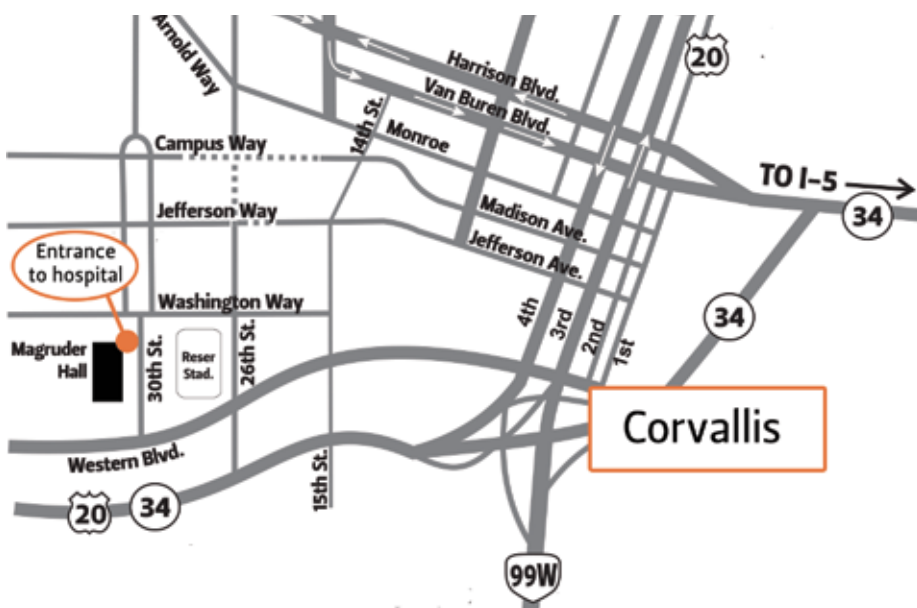 Arnold Way
Harrison Blvd.
20
Van Buren Blvd.
14th St.
Monroe
Campus Way
TO I-5
34
Jefferson Way
Madison Ave.
Jefferson Ave.
Entrance
to hospital
Washington Way
4th
3rd
2nd
1st
34
Magruder
Hall
30th St.
Reser
Stad.
26th St.
Corvallis
Western Blvd.
15th St.
20
34
99W